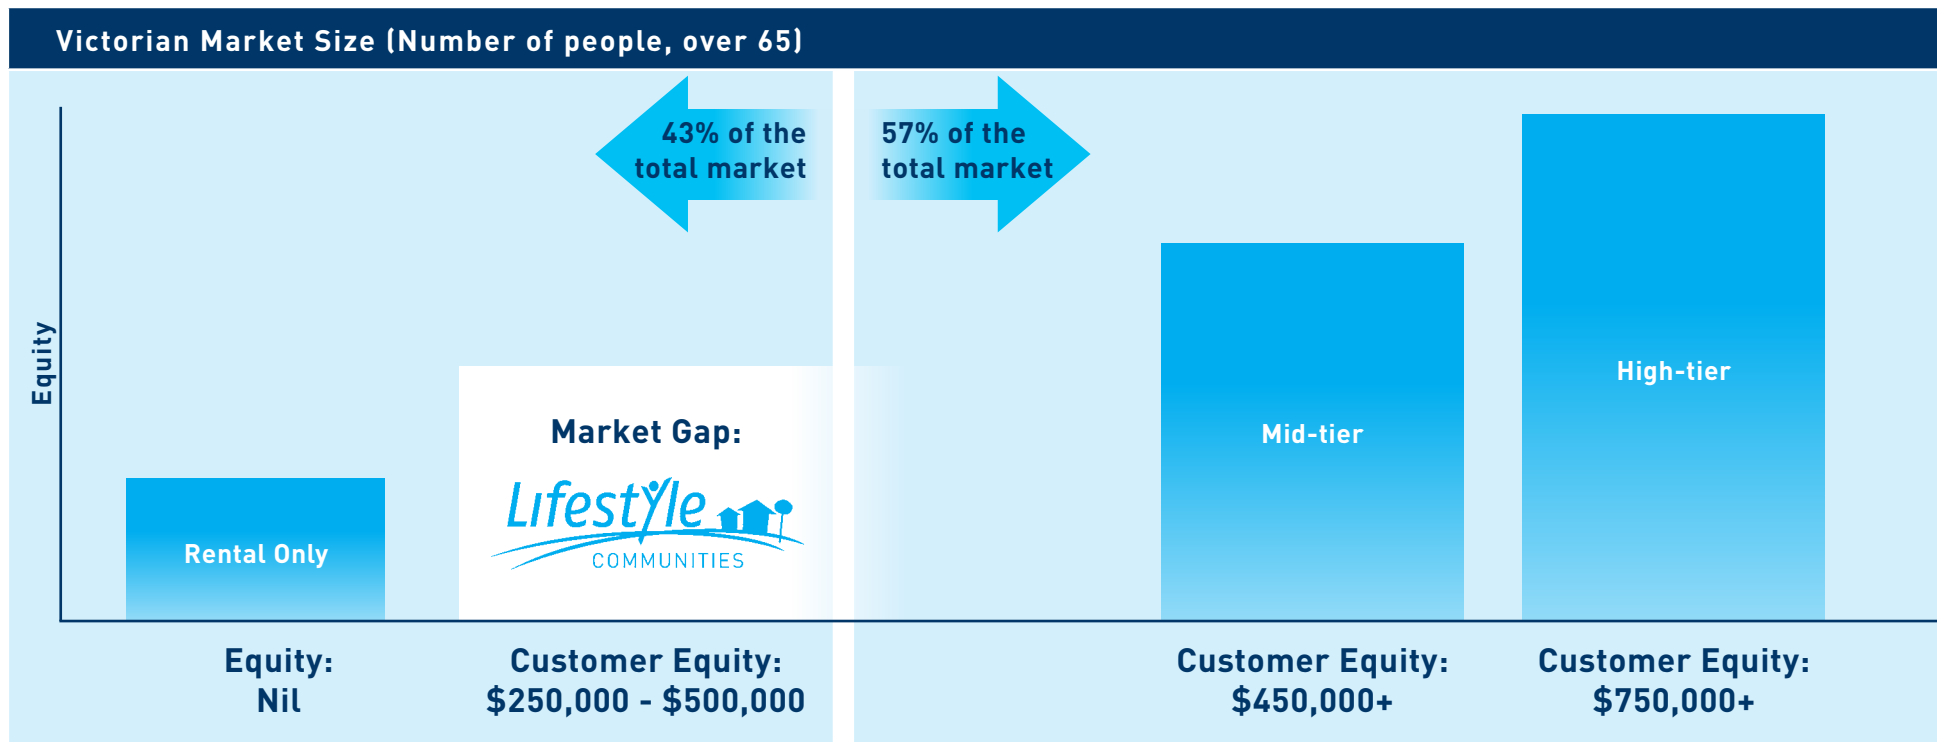 Victorian Market Size (Number of people, over 65)
43% of the
total market
57% of the
total market
Equity
Rental Only
Market Gap:
Lifestyle
COMMUNITIES
Mid-tier
High-tier
Equity:
Nil
Customer Equity:
$250,000 - $500,000
Customer Equity:
$450,000+
Customer Equity:
$750,000+